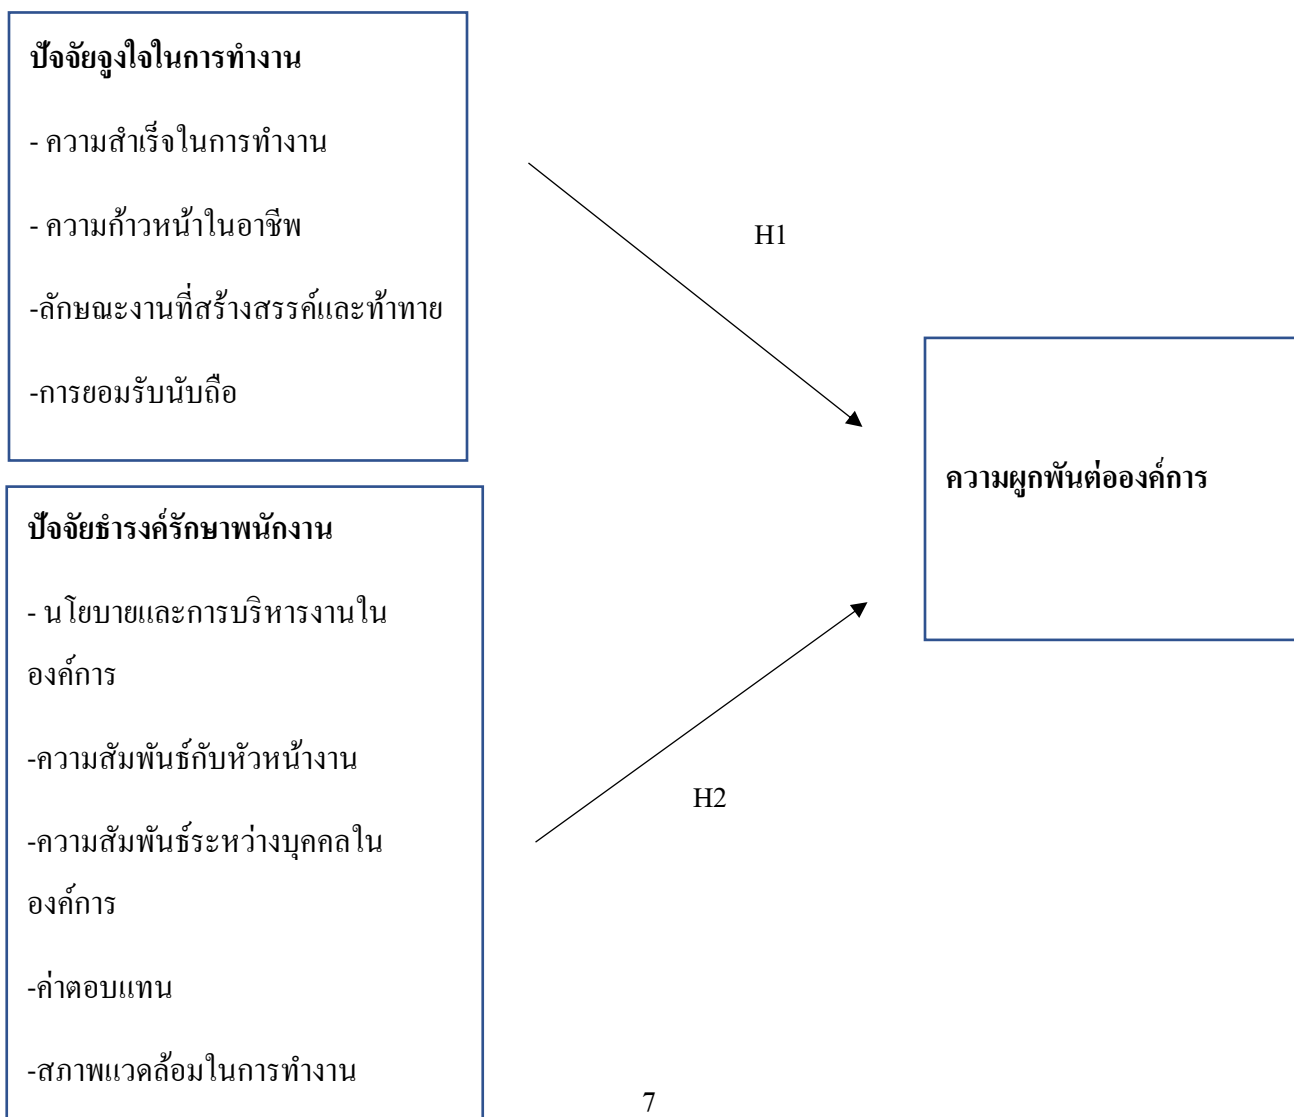 ปัจจัยจูงใจในการทำงาน
- ความสำเร็จในการทำงาน
- ความก้าวหน้าในอาชีพ
-ลักษณะงานที่สร้างสรรค์และท้าทาย
-การยอมรับนับถือ
H1
ความผูกพันต่อองค์การ
ปัจจัยธำรงค์รักษาพนักงาน
- นโยบายและการบริหารงานใน
องค์การ
-ความสัมพันธ์กับหัวหน้างาน
H2
-ความสัมพันธ์ระหว่างบุคคลใน
องค์การ
-ค่าตอบแทน
-สภาพแวดล้อมในการทำงาน
7